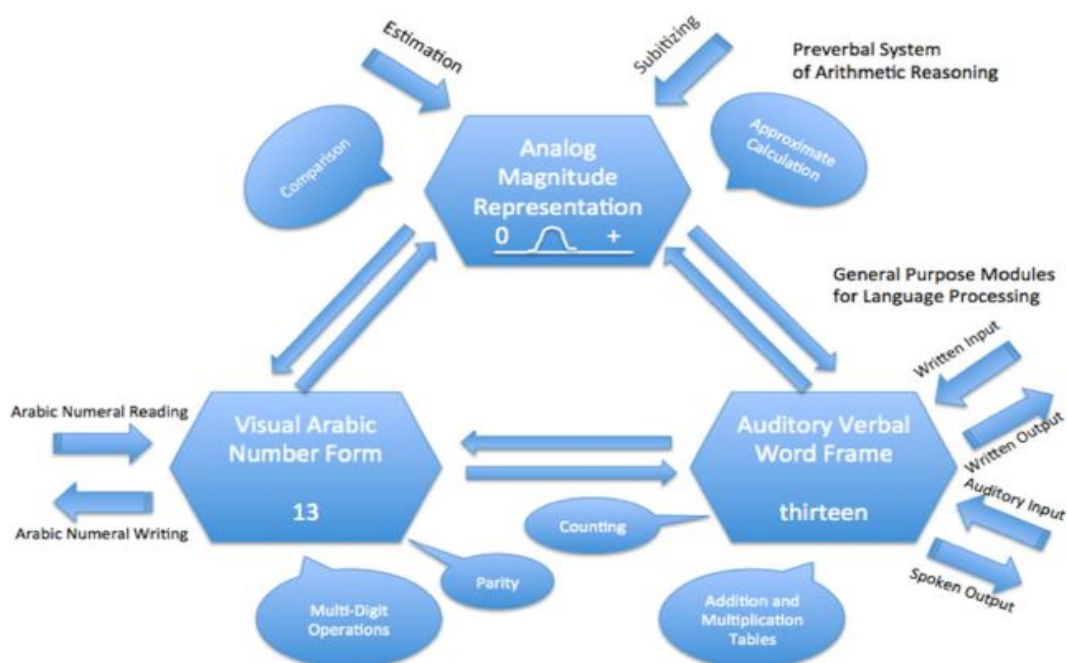 Estimation
Subitizing
Preverbal System
of Arithmetic Reasoning
Comparison
Analog
Magnitude
Representation
0 +
Approximate
Calculation
General Purpose Modules
for Language Processing
Written Input
Written Output
Auditory Input
Spoken Output
Arabic Numeral Reading
Arabic Numeral Writing
Visual Arabic
Number Form
13
Auditory Verbal
Word Frame
thirteen
Counting
Parity
Multi-Digit
Operations
Addition and
Multiplication
Tables